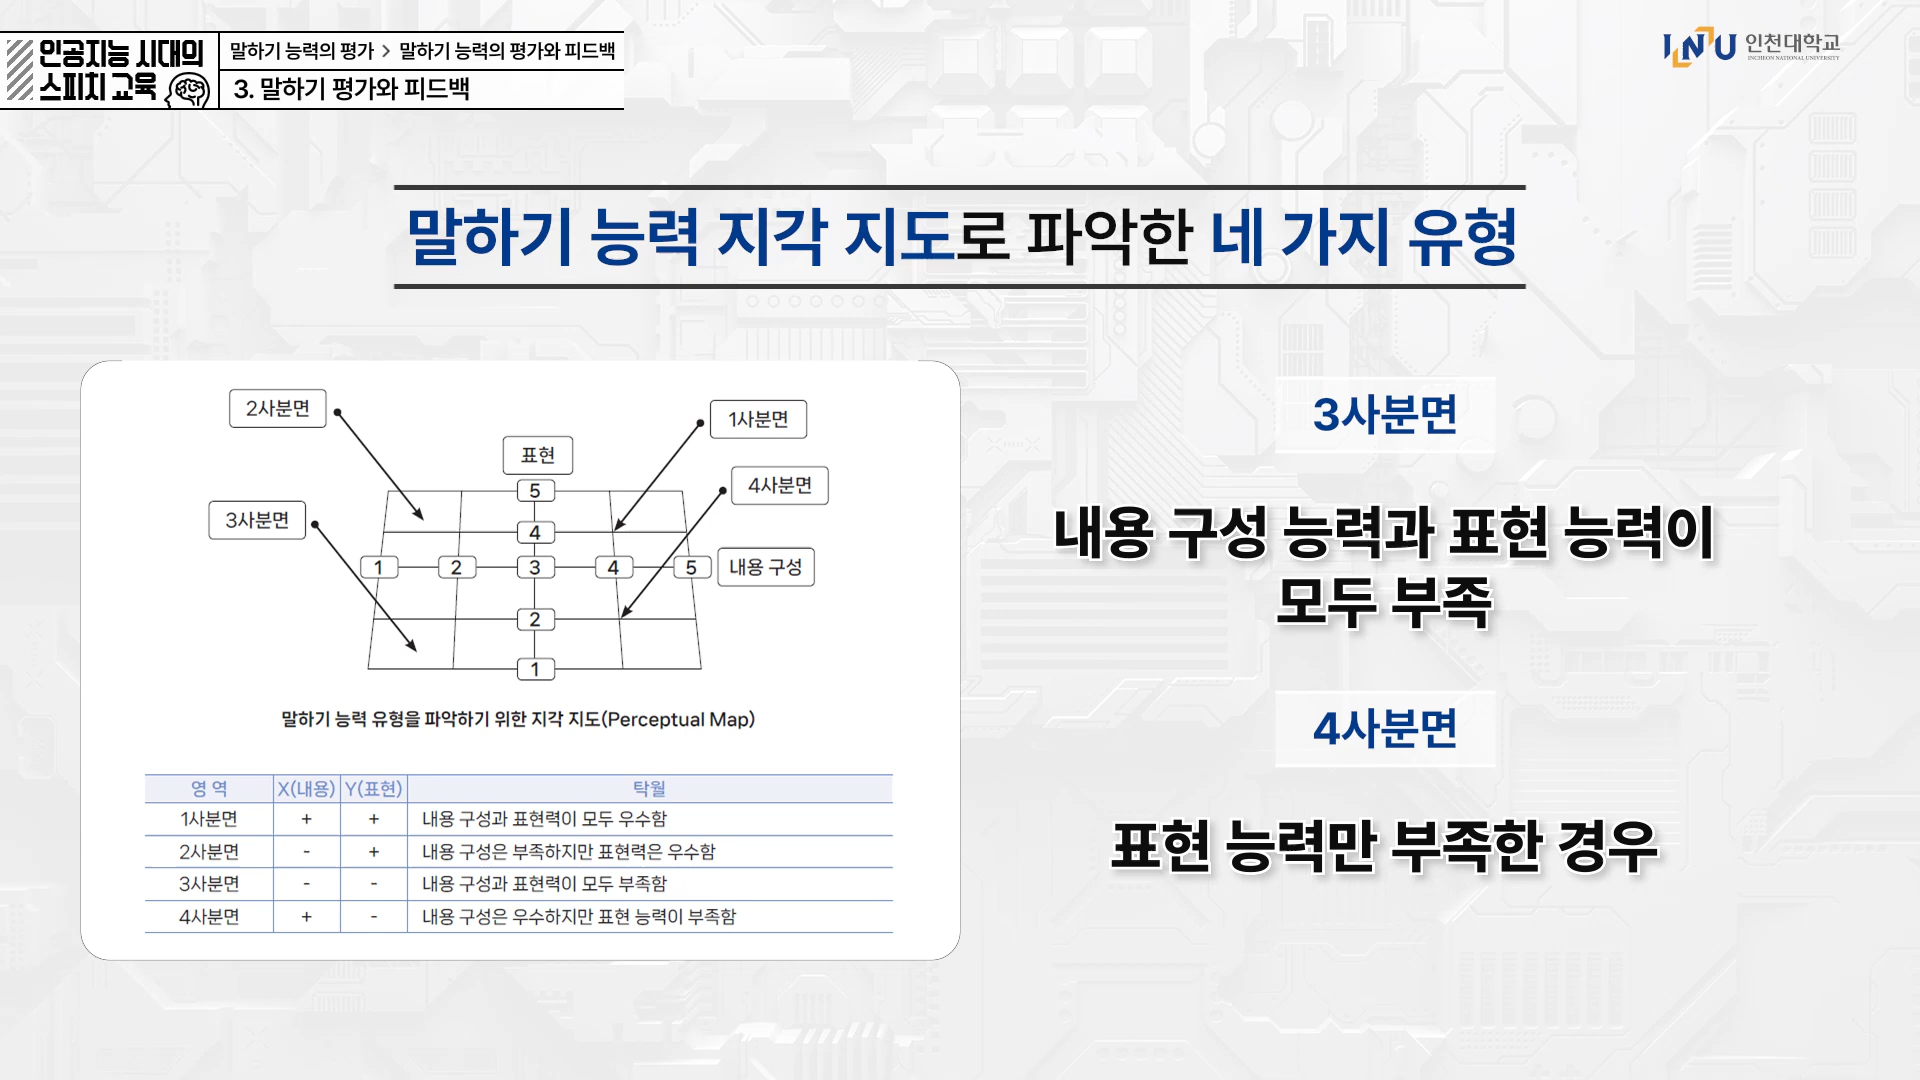 인공지능 시대의
스피치 교육
말하기 능력의 평가 > 말하기 능력의 평가와 피드백
3. 말하기 평가와 피드백
INU 인천대학교
INCHEON NATIONAL UNIVERSITY
말하기 능력 지각 지도로 파악한 네 가지 유형
2사분면
1사분면
표현
4사분면
5
3사분면
4
1 2 3 4 5 내용 구성
2
1
말하기 능력 유형을 파악하기 위한 지각 지도(Perceptual Map)
영 역 X(내용) Y(표현) 탁월
1사분면 + + 내용 구성과 표현력이 모두 우수함
2사분면 - + 내용 구성은 부족하지만 표현력은 우수함
3사분면 - - 내용 구성과 표현력이 모두 부족함
4사분면 + - 내용 구성은 우수하지만 표현 능력이 부족함
3사분면
내용 구성 능력과 표현 능력이
모두 부족
4사분면
표현 능력만 부족한 경우